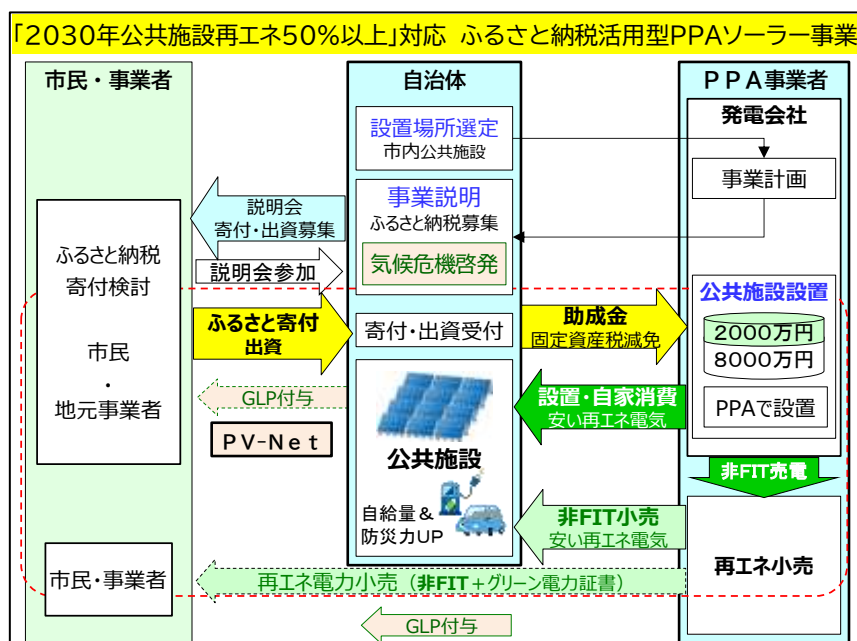 「2030年公共施設再エネ50%以上」対応 ふるさと納税活用型PPAソーラー事業
市民・事業者
自治体
PPA事業者
発電会社
設置場所選定
市内公共施設
事業計画
事業説明
ふるさと納税募集
気候危機啓発
説明会
寄付・出資募集
説明会参加
ふるさと納税
寄付検討
市民
・
地元事業者
ふるさと寄付
出資
寄付・出資受付
助成金
固定資産税減免
公共施設設置
2000万円
8000万円
PPAで設置
GLP付与
PV-Net
設置・自家消費
安い再エネ電気
公共施設
自給量&
防災力UP
非FIT売電
非FIT小売
安い再エネ電気
再エネ小売
市民・事業者
再エネ電力小売(非FIT+グリーン電力証書)
GLP付与